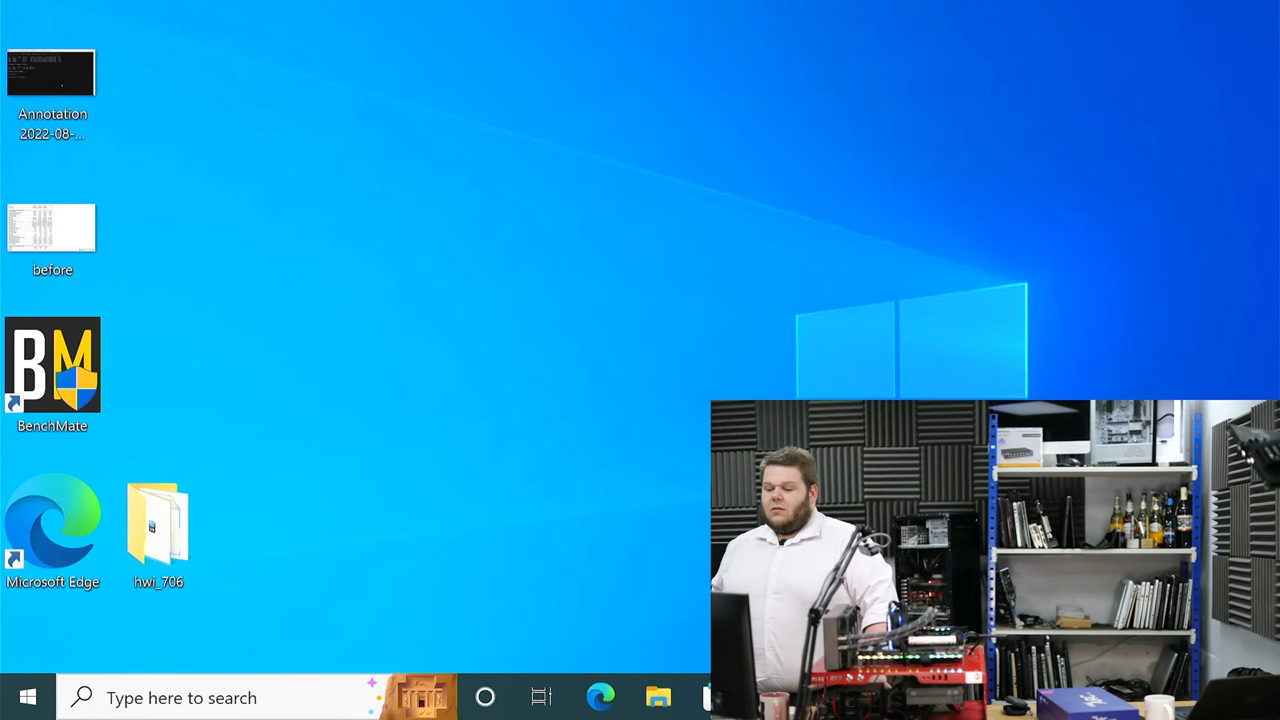 Annotation
2022-08-...
before
BM
BenchMate
Microsoft Edge
hwi_706
Type here to search